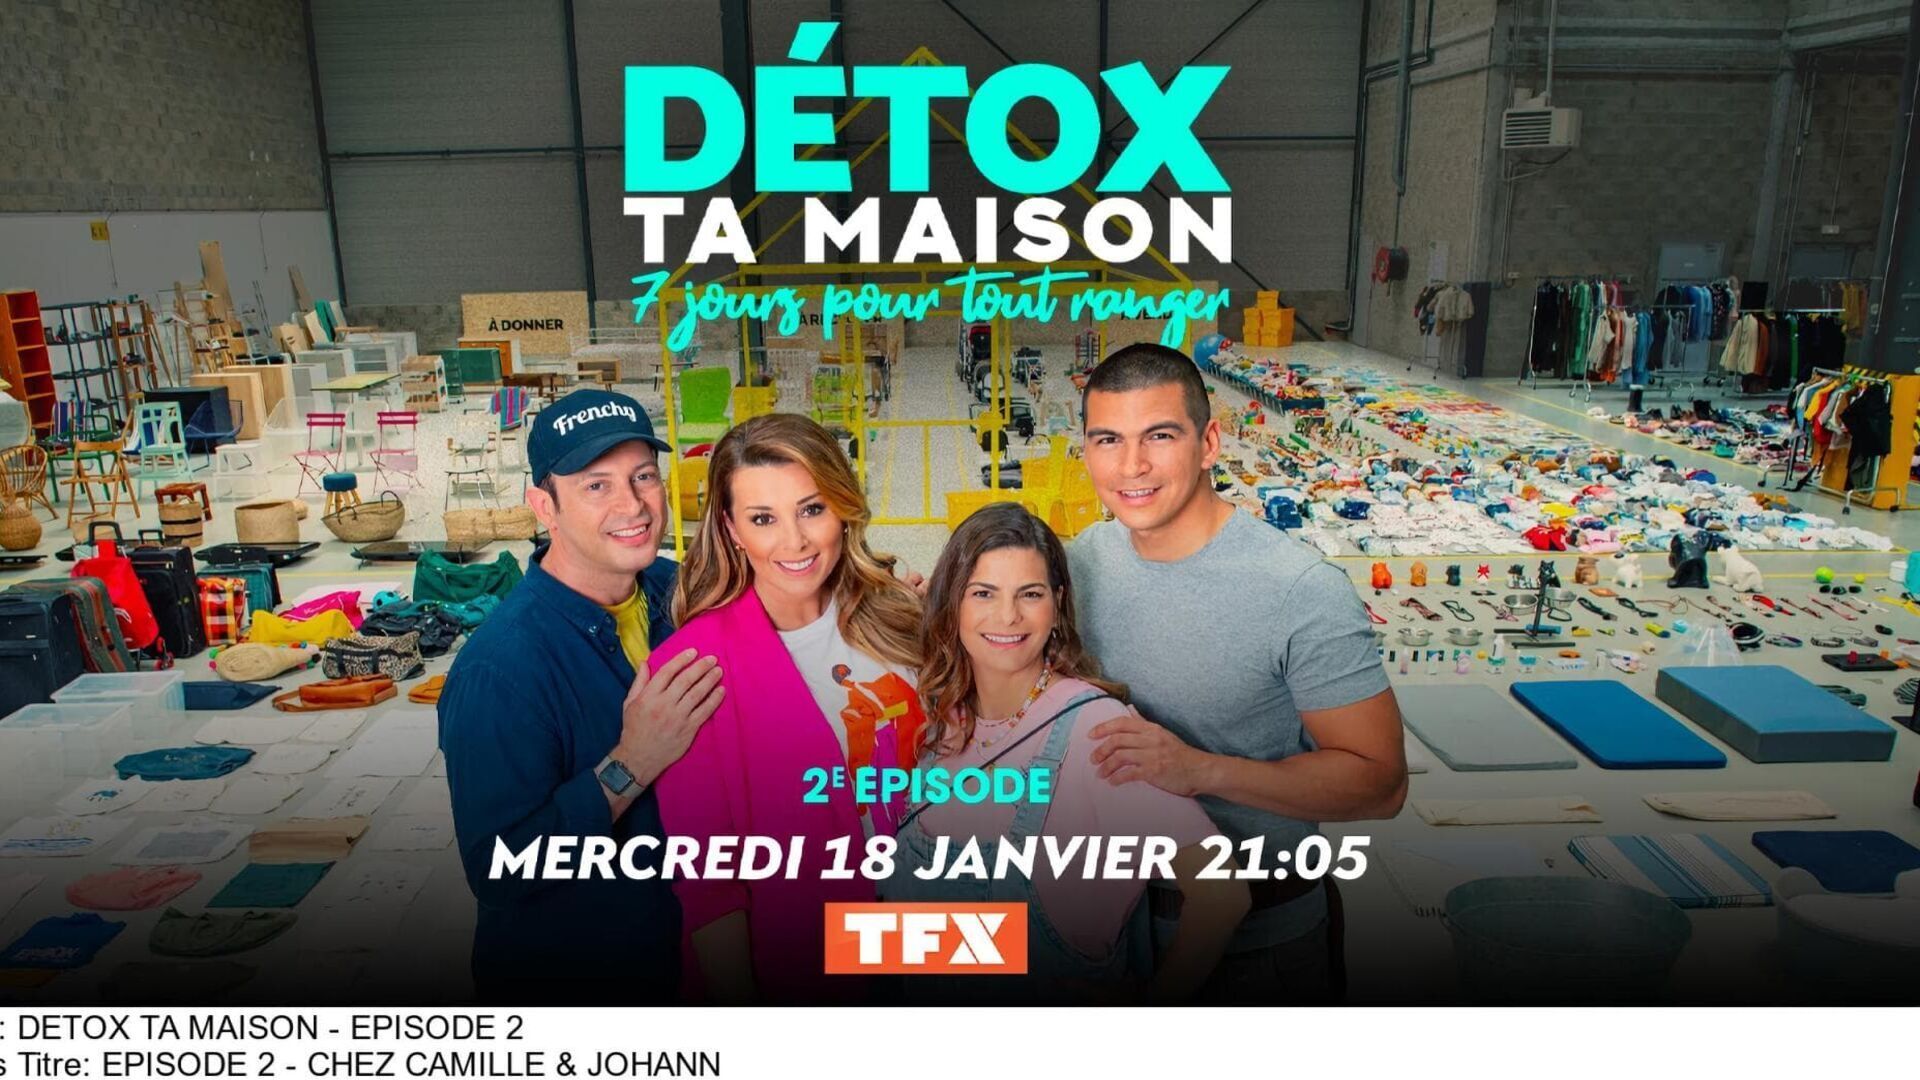 DÉTOX
TA MAISON
7 jours pour tout ranger
À DONNER
Frenchy
2E ÉPISODE
MERCREDI 18 JANVIER 21:05
TFX
: DETOX TA MAISON - EPISODE 2
s Titre: EPISODE 2 - CHEZ CAMILLE & JOHANN